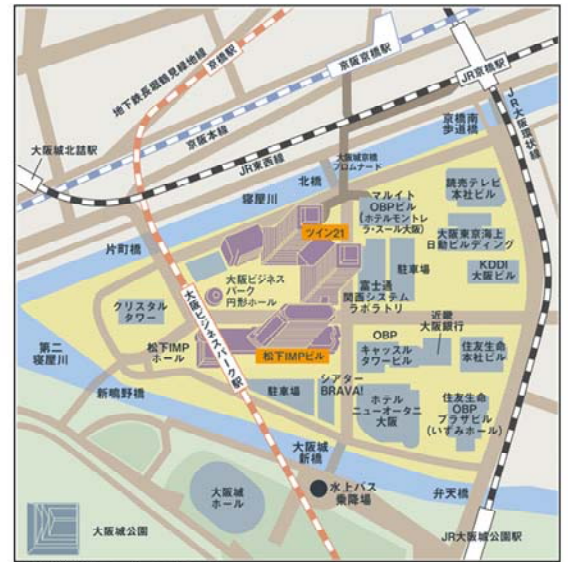 地下鉄長堀鶴見緑地線
京橋駅
京阪京橋駅
JR京橋駅
京阪本線
JR東西線
大阪城北詰駅
JR大阪環状線
京橋南
歩道橋
大阪城京橋
プロムナード
北橋
寝屋川
片町橋
ツイン21
マルイト
OBPビル
(ホテルモントレ
ラ・スール大阪)
読売テレビ
本社ビル
大阪東京海上
日動ビルディング
KDDI
大阪ビル
駐車場
富士通
関西システム
ラボラトリ
大阪ビジネス
パーク
円形ホール
大阪ビジネスパーク駅
クリスタル
タワー
松下IMP
ホール
松下IMPビル
第二
寝屋川
新鴫野橋
近畿
大阪銀行
OBP
キャッスル
タワービル
住友生命
本社ビル
駐車場
シアター
BRAVA!
ホテル
ニューオータニ
大阪
住友生命
OBP
プラザビル
(いずみホール)
大阪城
新橋
水上バス
乗降場
弁天橋
大阪城
ホール
大阪城公園
JR大阪城公園駅